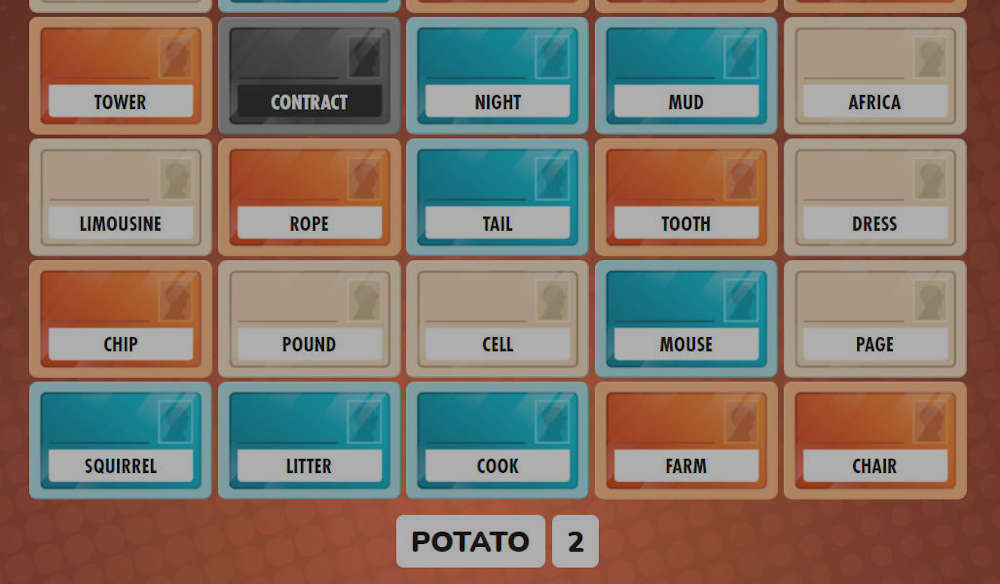 TOWER CONTRACT NIGHT MUD AFRICA
LIMOUSINE ROPE TAIL TOOTH DRESS
CHIP POUND CELL MOUSE PAGE
SQUIRREL LITTER COOK FARM CHAIR
POTATO 2